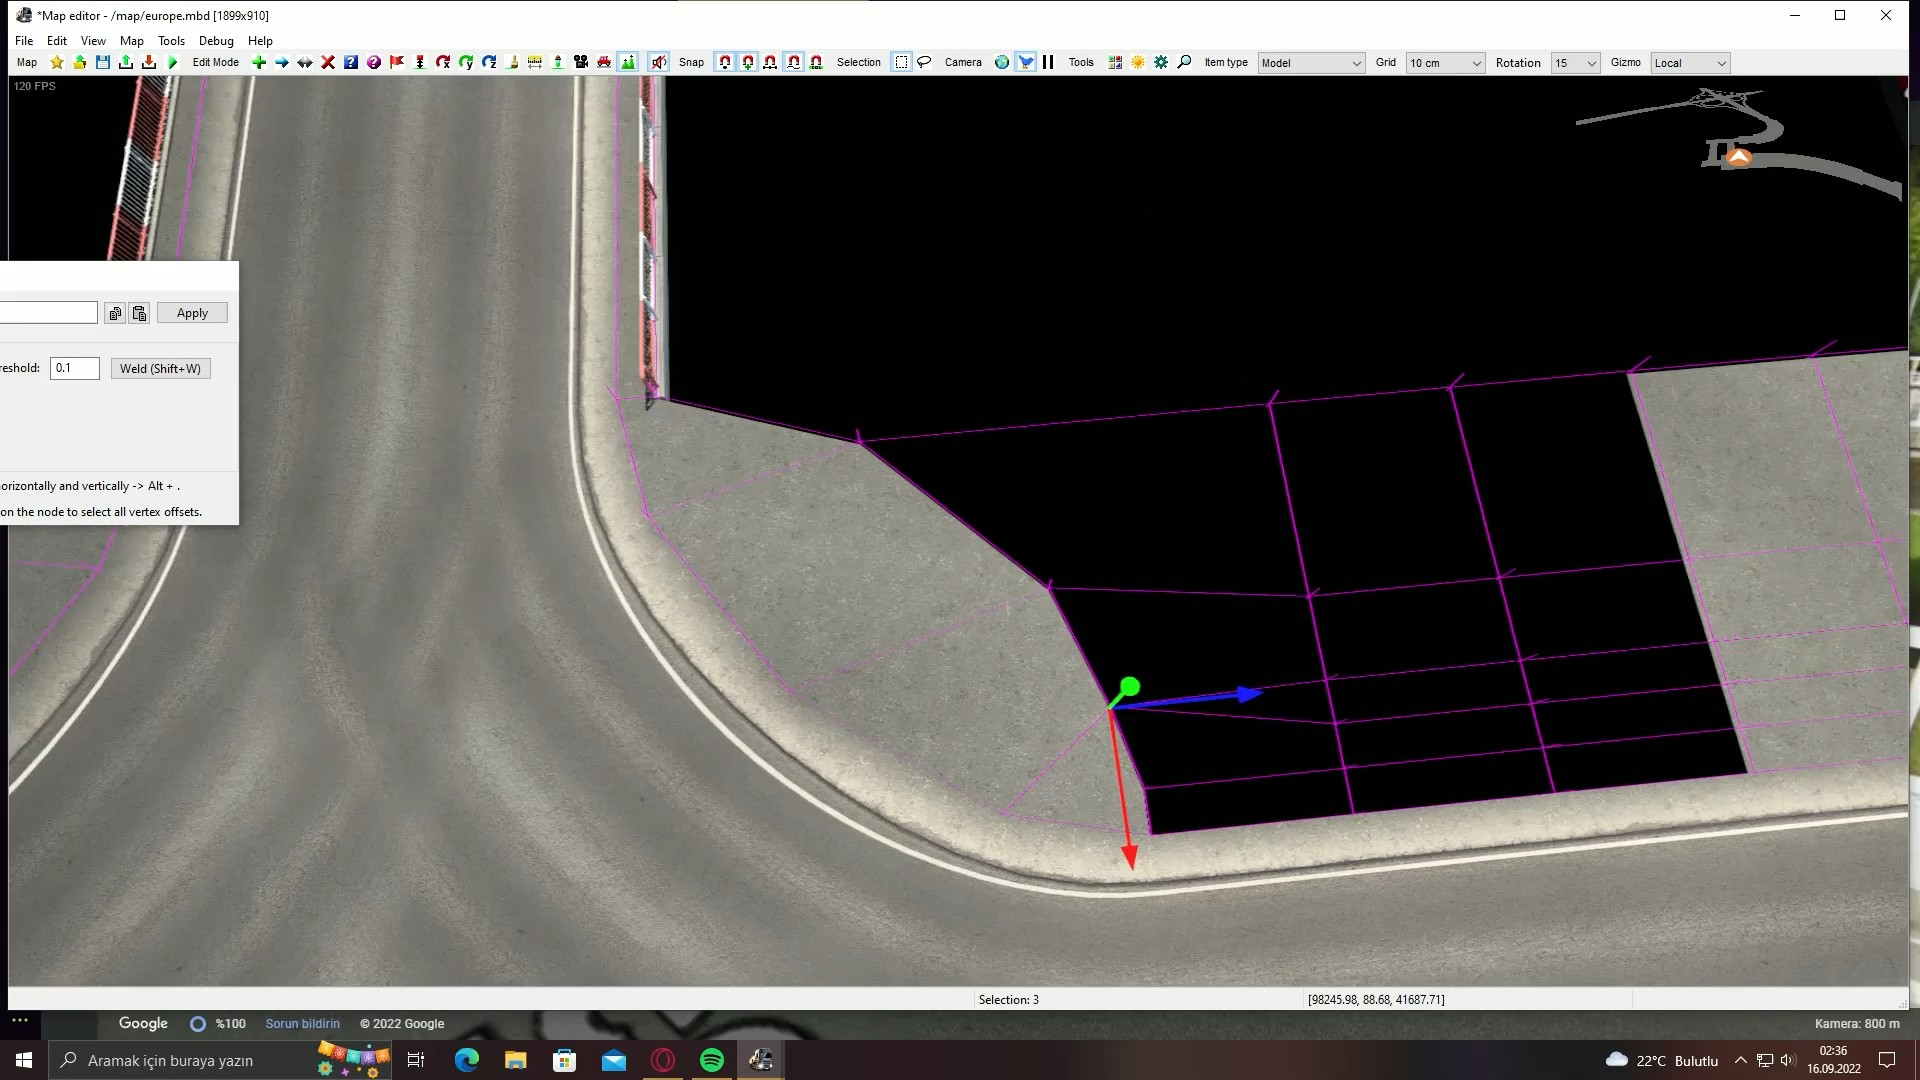 *Map editor - /map/europe.mbd [1899x910]
File Edit View Map Tools Debug Help
Map Edit Mode Snap Selection Camera Tools Item type Model Grid 10 cm Rotation 15 Gizmo Local
120 FPS
Apply
reshold: 0.1 Weld (Shift+W)
orizontally and vertically -> Alt + .
on the node to select all vertex offsets.
Selection: 3 [98245.98, 88.68, 41687.71]
Google %100 Sorun bildirin © 2022 Google Kamera: 800 m
Aramak için buraya yazın 22°C Bulutlu 02:36
16.09.2022